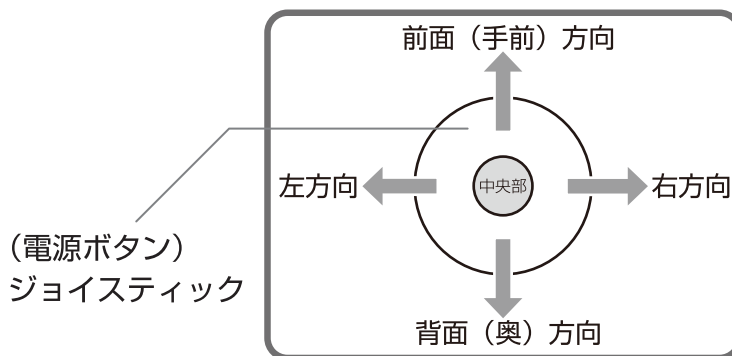 前面（手前）方向
左方向
中央部
右方向
（電源ボタン）
ジョイスティック
背面（奥）方向